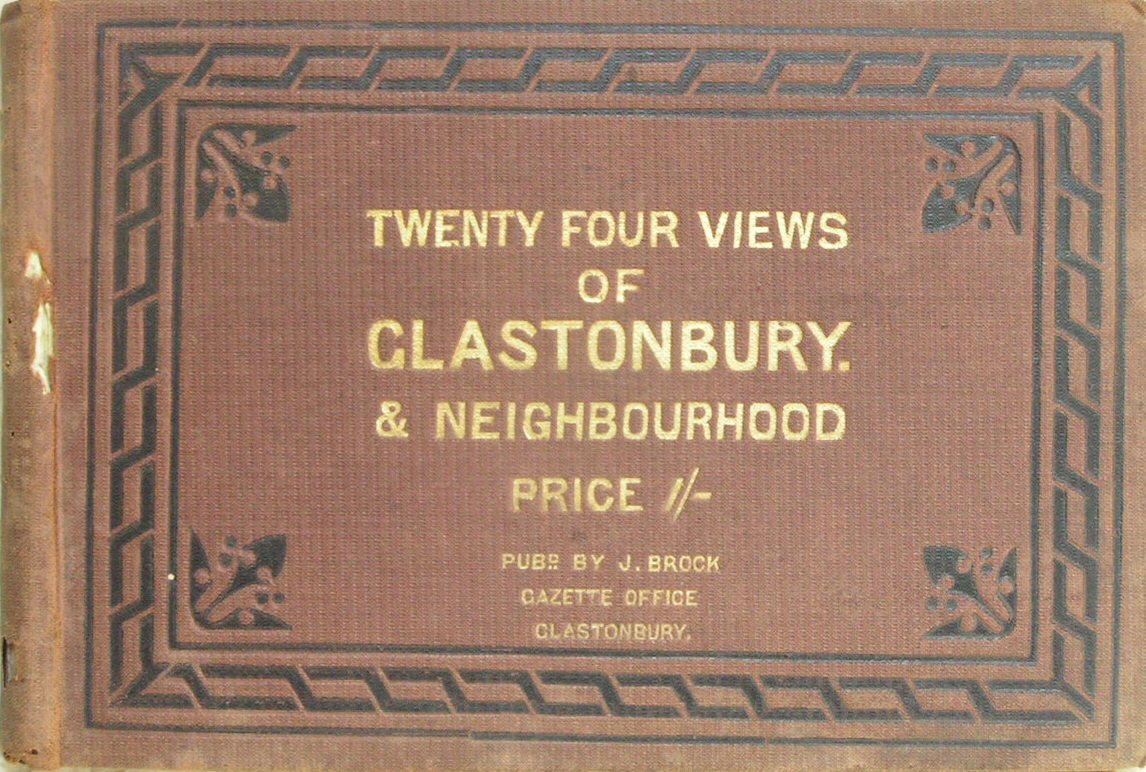 TWENTY FOUR VIEWS
OF
GLASTONBURY.
& NEIGHBOURHOOD
PRICE 1/-
PUBD. BY J. BROCK
GAZETTE OFFICE
GLASTONBURY.